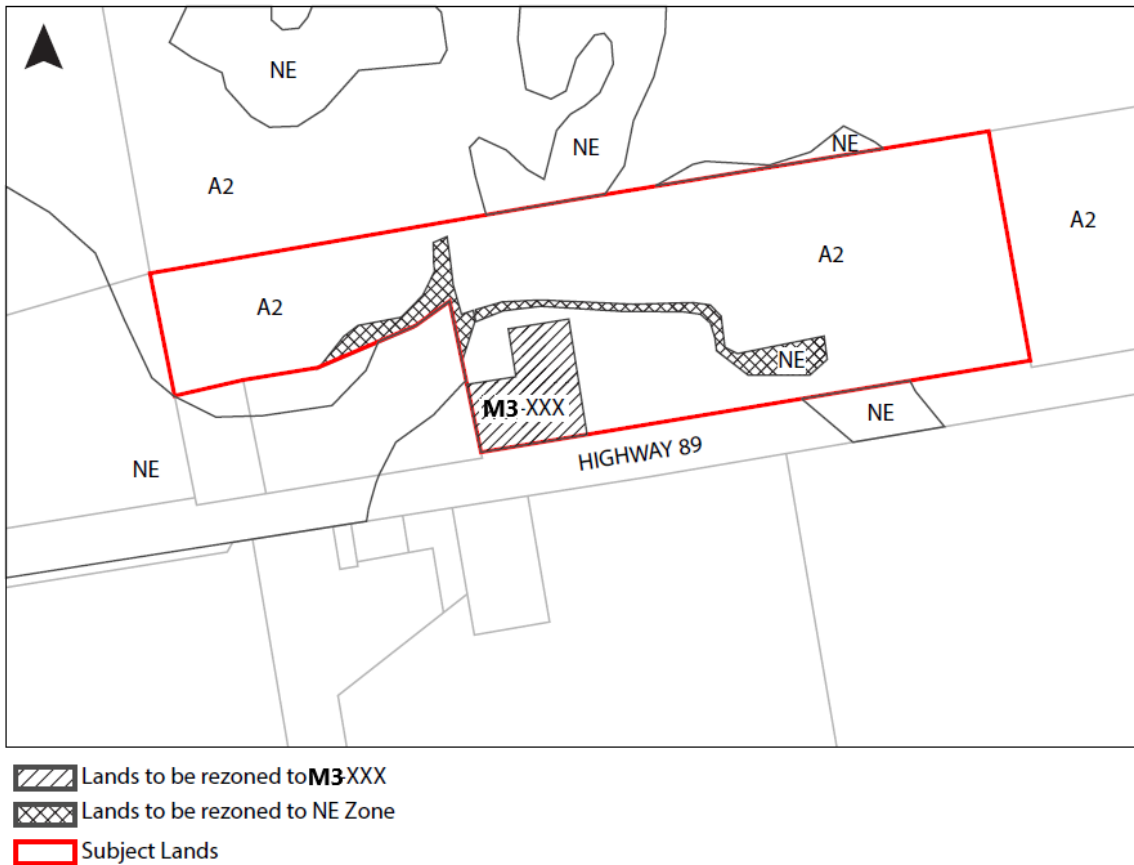 NE
NE
NE
A2
A2
A2
A2
NE
M3-XXX
NE
HIGHWAY 89
NE
Lands to be rezoned to M3-XXX
Lands to be rezoned to NE Zone
Subject Lands